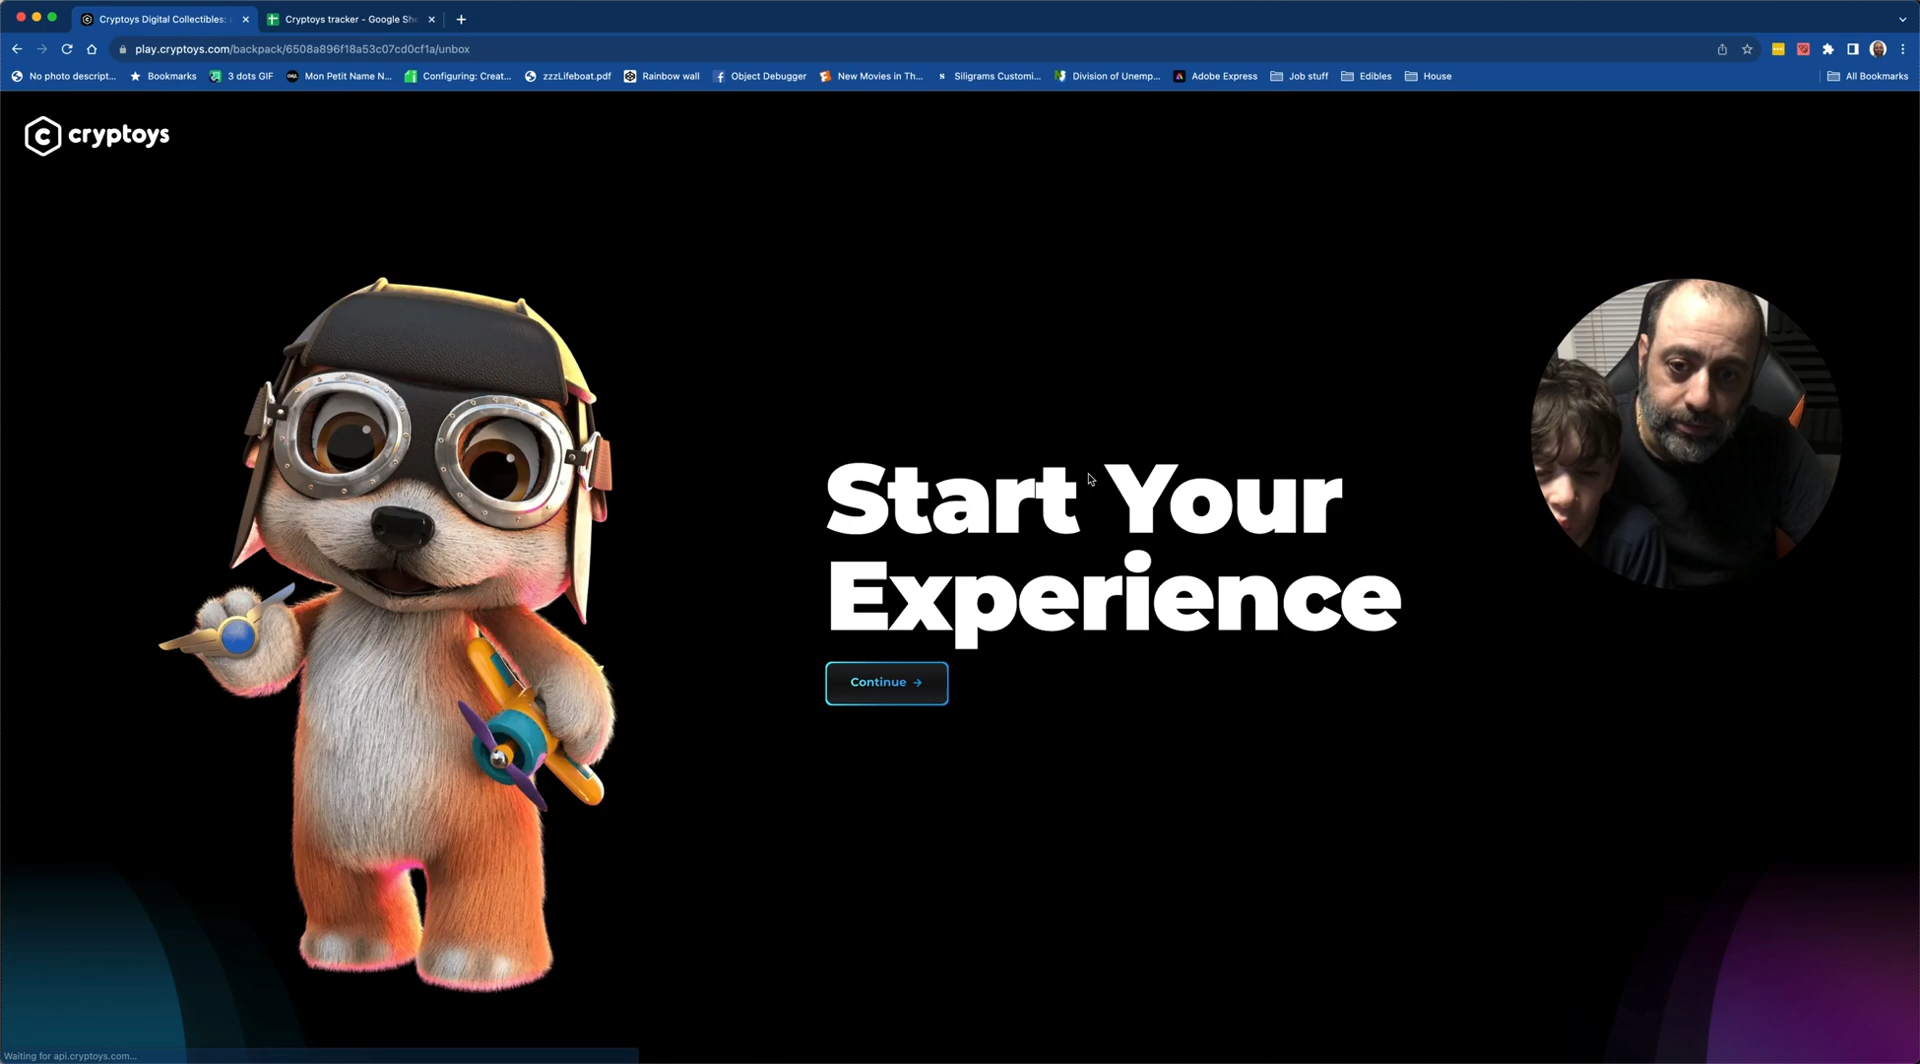 Cryptoys Digital Collectibles:
Cryptoys tracker - Google She
play.cryptoys.com/backpack/6508a896f18a53c07cd0cf1a/unbox
No photo descript...
Bookmarks
3 dots GIF
Mon Petit Name N...
Configuring: Creat...
zzzLifeboat.pdf
Rainbow wall
Object Debugger
New Movies in Th...
Siligrams Customi...
Division of Unemp...
Adobe Express
Job stuff
Edibles
House
All Bookmarks
cryptoys
Start Your
Experience
Continue →
Waiting for api.cryptoys.com...